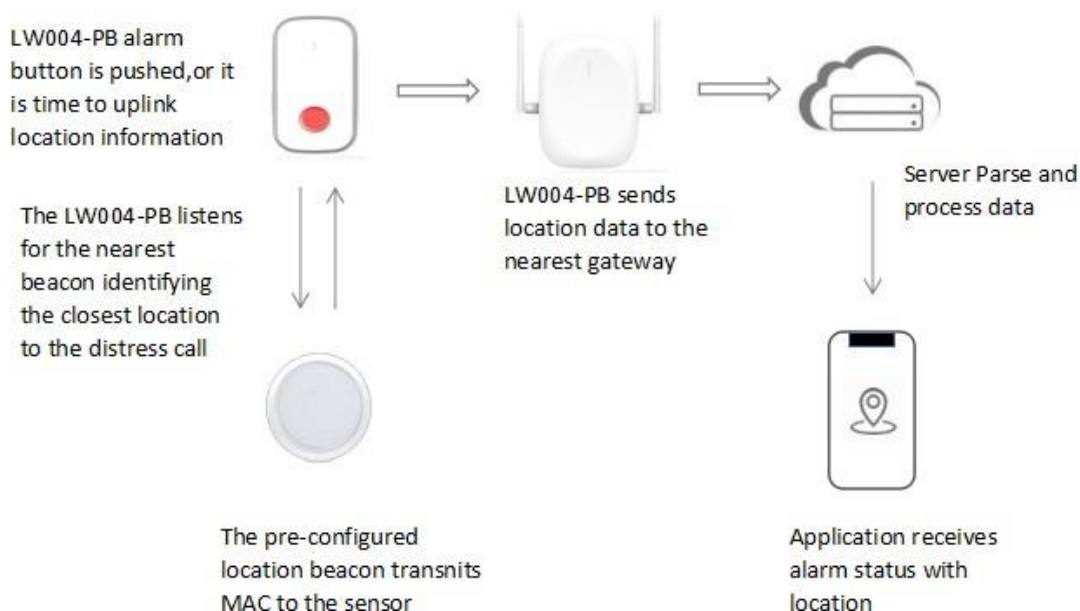 LW004-PB alarm
button is pushed,or it
is time to uplink
location information
The LW004-PB listens
for the nearest
beacon identifying
the closest location
to the distress call
LW004-PB sends
location data to the
nearest gateway
Server Parse and
process data
The pre-configured
location beacon transnits
MAC to the sensor
Application receives
alarm status with
location